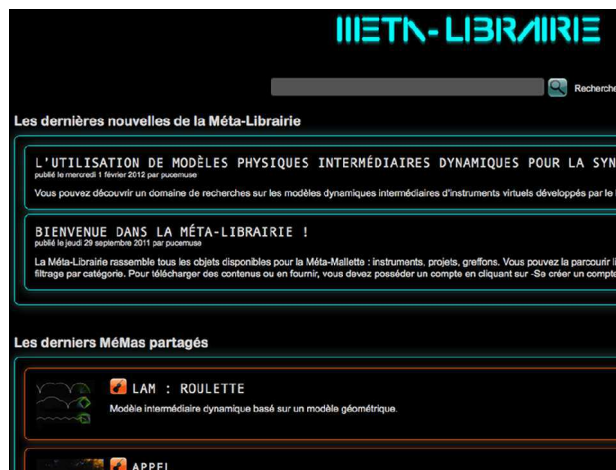 META-LIBRAIRIE
Recherche
Les dernières nouvelles de la Méta-Librairie
L'UTILISATION DE MODÈLES PHYSIQUES INTERMÉDIAIRES DYNAMIQUES POUR LA SYN
publié le mercredi 1 février 2012 par pucemuse
Vous pouvez découvrir un domaine de recherches sur les modèles dynamiques intermédiaires d'instruments virtuels développés par le
BIENVENUE DANS LA MÉTA-LIBRAIRIE !
publié le jeudi 29 septembre 2011 par pucemuse
La Méta-Librairie rassemble tous les objets disponibles pour la Méta-Mallette : instruments, projets, greffons. Vous pouvez la parcourir
filtrage par catégorie. Pour télécharger des contenus ou en fournir, vous devez posséder un compte en cliquant sur -Se créer un compte
Les derniers MéMas partagés
LAM : ROULETTE
Modèle intermédiaire dynamique basé sur un modèle géométrique.
APPEL